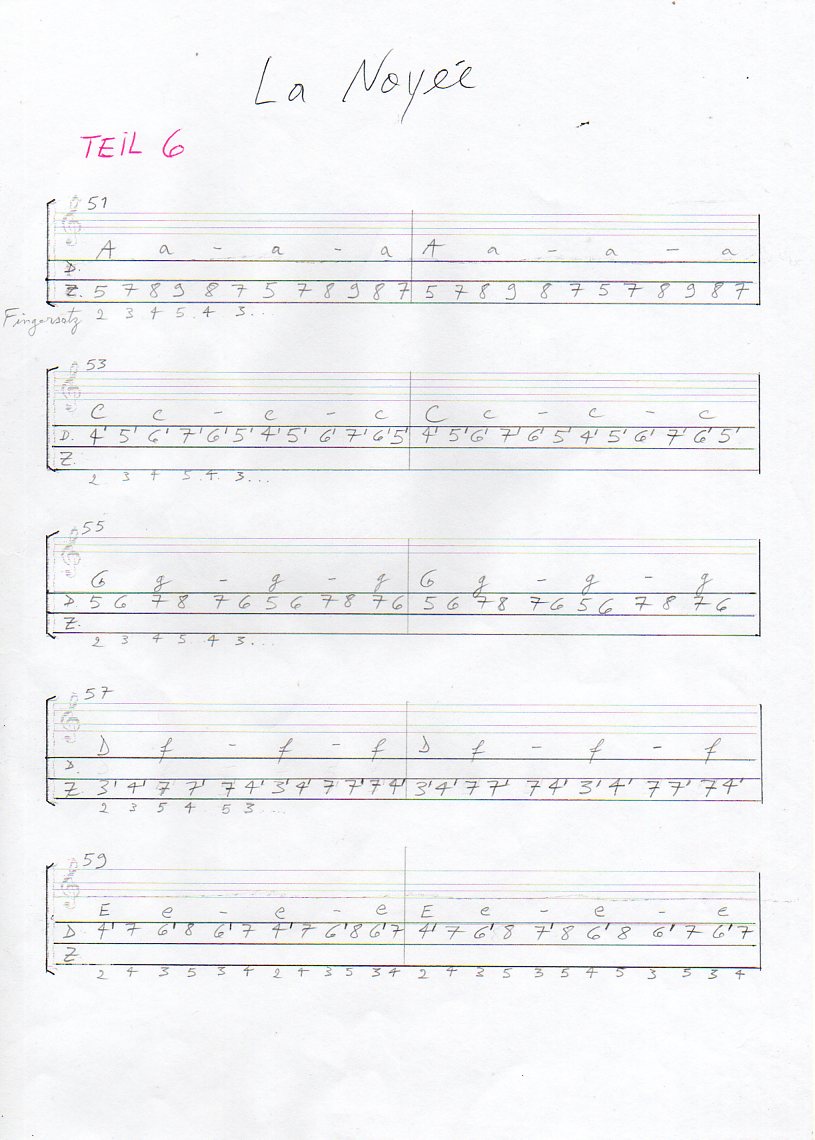 La Noyée
TEIL 6
51
A a - a - a A a - a - a
D.
Z. 5 7 8 9 8 7 5 7 8 9 8 7 5 7 8 9 8 7 5 7 8 9 8 7
Fingersatz 2 3 4 5 . 4 3 . . .
53
C c - c - c C c - c - c
D. 4' 5' 6' 7' 6' 5' 4' 5' 6' 7' 6' 5' 4' 5' 6' 7' 6' 5' 4' 5' 6' 7' 6' 5'
Z.
2 3 4 5 . 4 . 3 . . .
55
G g - g - g G g - g - g
D 5 6 7 8 7 6 5 6 7 8 7 6 5 6 7 8 7 6 5 6 7 8 7 6
Z.
2 3 4 5 . 4 3 . . .
57
D f - f - f D f - f - f
D.
Z. 3' 4' 7 7' 7 4' 3' 4' 7 7' 7 4' 3' 4' 7 7' 7 4' 3' 4' 7 7' 7 4'
2 3 5 4 5 3 . . .
59
E e - e - e E e - e - e
D. 4' 7 6' 8 6' 7 4' 7 6' 8 6' 7 4' 7 6' 8 7' 8 6' 8 6' 7 6' 7
Z
2 4 3 5 3 4 2 4 3 5 3 4 2 4 3 5 3 5 4 5 3 5 3 4